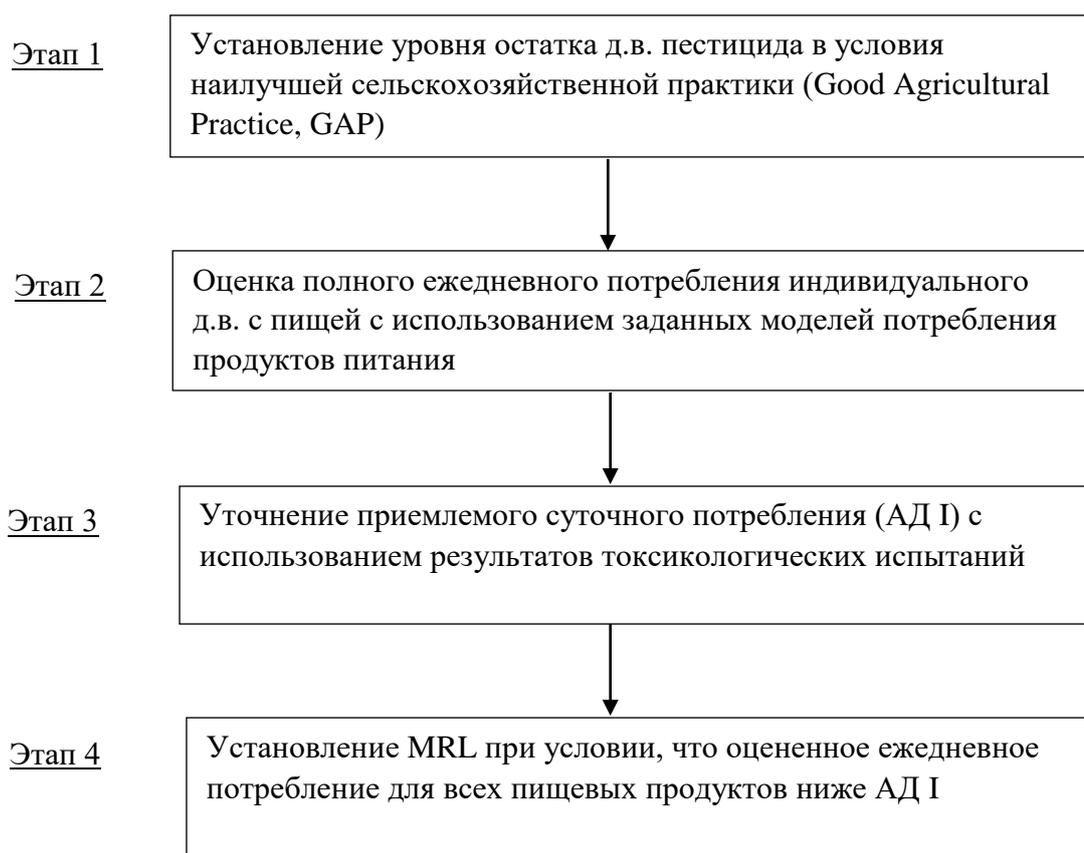 Этап 1
Установление уровня остатка д.в. пестицида в условия
наилучшей сельскохозяйственной практики (Good Agricultural
Practice, GAP)
Этап 2
Оценка полного ежедневного потребления индивидуального
д.в. с пищей с использованием заданных моделей потребления
продуктов питания
Этап 3
Уточнение приемлемого суточного потребления (АД I) с
использованием результатов токсикологических испытаний
Этап 4
Установление MRL при условии, что оцененное ежедневное
потребление для всех пищевых продуктов ниже АД I